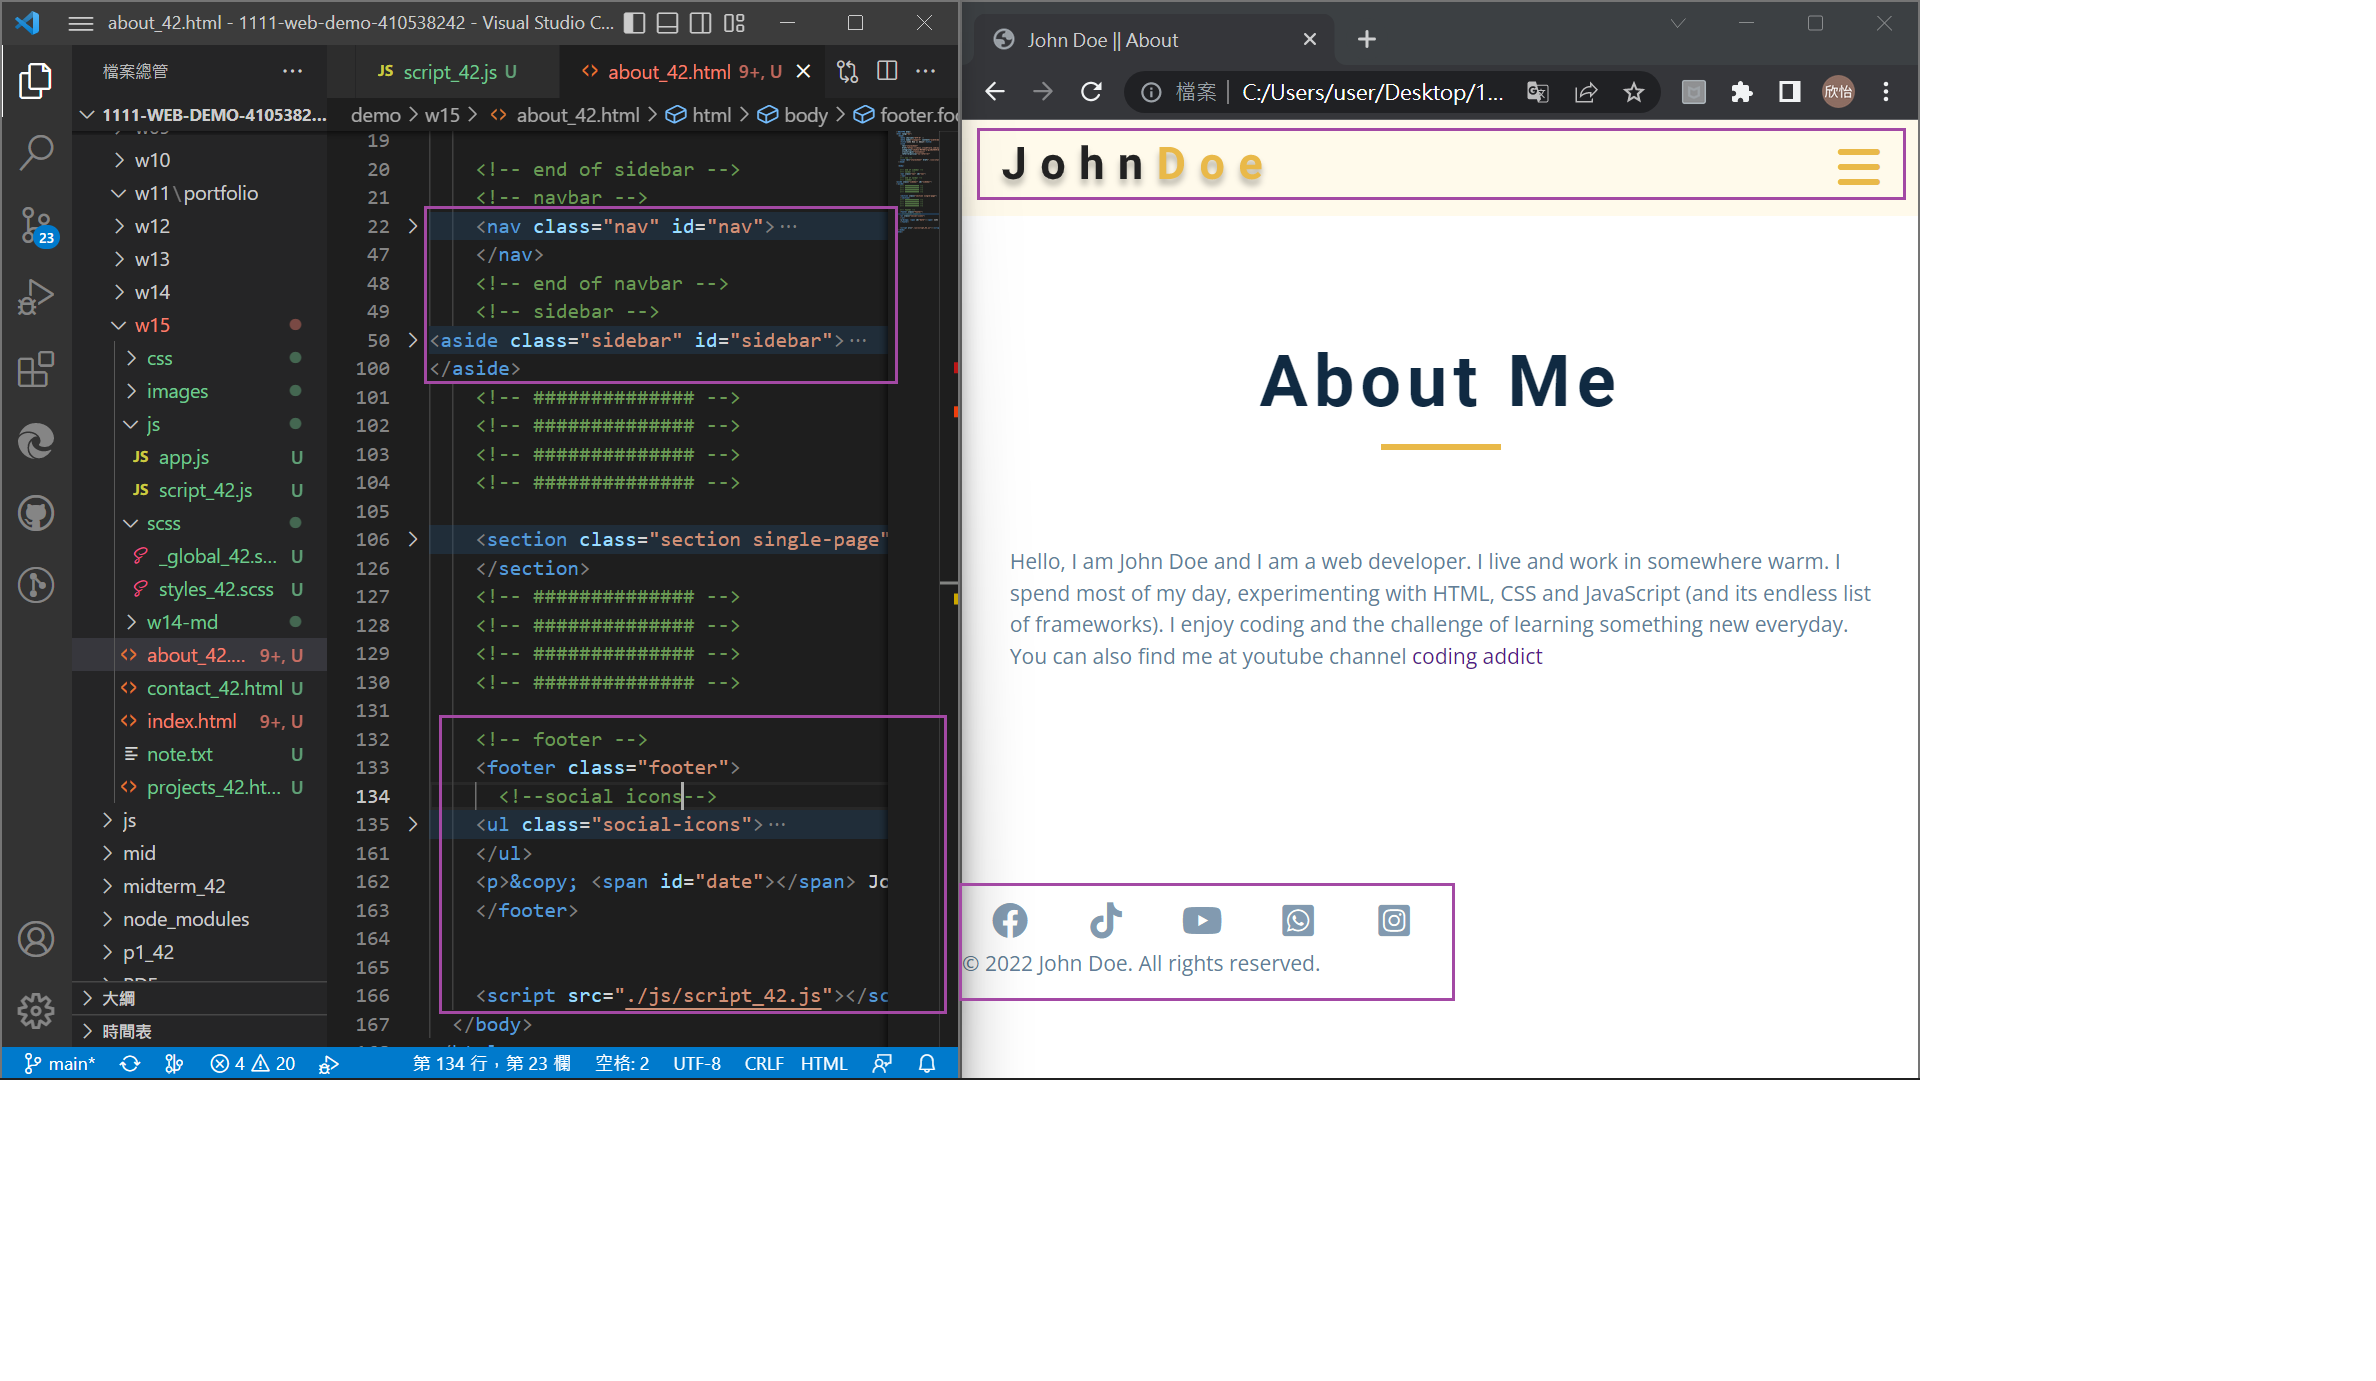 about_42.html - 1111-web-demo-410538242 - Visual Studio C...
檔案總管
1111-WEB-DEMO-4105382...
w10
w11\portfolio
w12
w13
w14
w15
css
images
js
JS app.js U
JS script_42.js U
scss
_global_42.s... U
styles_42.scss U
w14-md
<> about_42.... 9+, U
<> contact_42.html U
<> index.html 9+, U
note.txt U
<> projects_42.ht... U
js
mid
midterm_42
node_modules
p1_42
大綱
時間表
23
JS script_42.js U
<> about_42.html 9+, U
demo > w15 > <> about_42.html > html > body > footer.foo
19
20 <!-- end of sidebar -->
21 <!-- navbar -->
22 <nav class="nav" id="nav">…
47 </nav>
48 <!-- end of navbar -->
49 <!-- sidebar -->
50 <aside class="sidebar" id="sidebar">…
100 </aside>
101 <!-- ############## -->
102 <!-- ############## -->
103 <!-- ############## -->
104 <!-- ############## -->
105
106 <section class="section single-page"
126 </section>
127 <!-- ############## -->
128 <!-- ############## -->
129 <!-- ############## -->
130 <!-- ############## -->
131
132 <!-- footer -->
133 <footer class="footer">
134 <!--social icons-->
135 <ul class="social-icons">…
161 </ul>
162 <p>&copy; <span id="date"></span> Jo
163 </footer>
164
165
166 <script src="./js/script_42.js"></sc
167 </body>
main* 4 20 第 134 行，第 23 欄 空格: 2 UTF-8 CRLF HTML
John Doe || About
檔案 | C:/Users/user/Desktop/1...
欣怡
JohnDoe
About Me
Hello, I am John Doe and I am a web developer. I live and work in somewhere warm. I
spend most of my day, experimenting with HTML, CSS and JavaScript (and its endless list
of frameworks). I enjoy coding and the challenge of learning something new everyday.
You can also find me at youtube channel coding addict
© 2022 John Doe. All rights reserved.